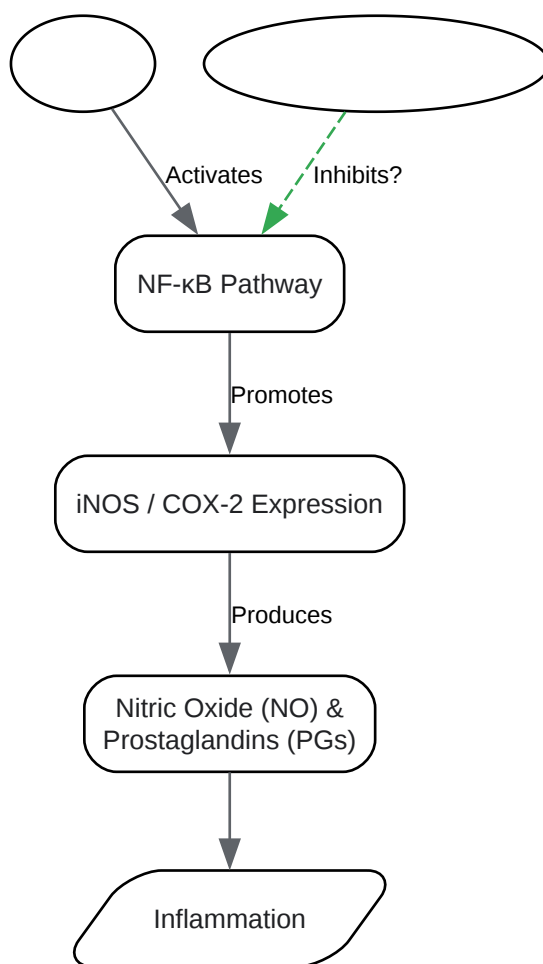 Activates
Inhibits?
NF-κB Pathway
Promotes
iNOS / COX-2 Expression
Produces
Nitric Oxide (NO) &
Prostaglandins (PGs)
Inflammation